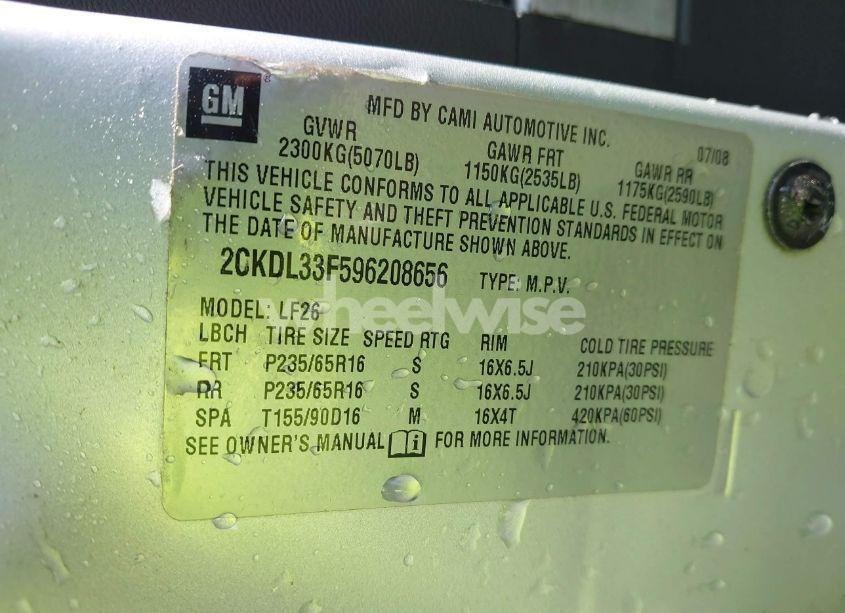 GM ®
MFD BY CAMI AUTOMOTIVE INC. 07/08
GVWR GAWR FRT GAWR RR
2300KG(5070LB) 1150KG(2535LB) 1175KG(2590LB)
THIS VEHICLE CONFORMS TO ALL APPLICABLE U.S. FEDERAL MOTOR
VEHICLE SAFETY AND THEFT PREVENTION STANDARDS IN EFFECT ON
THE DATE OF MANUFACTURE SHOWN ABOVE.
2CKDL33F596208656 TYPE: M.P.V.
wheelwise
MODEL: LF26
LBCH TIRE SIZE SPEED RTG RIM COLD TIRE PRESSURE
FRT P235/65R16 S 16X6.5J 210KPA(30PSI)
RR P235/65R16 S 16X6.5J 210KPA(30PSI)
SPA T155/90D16 M 16X4T 420KPA(60PSI)
SEE OWNER'S MANUAL FOR MORE INFORMATION.